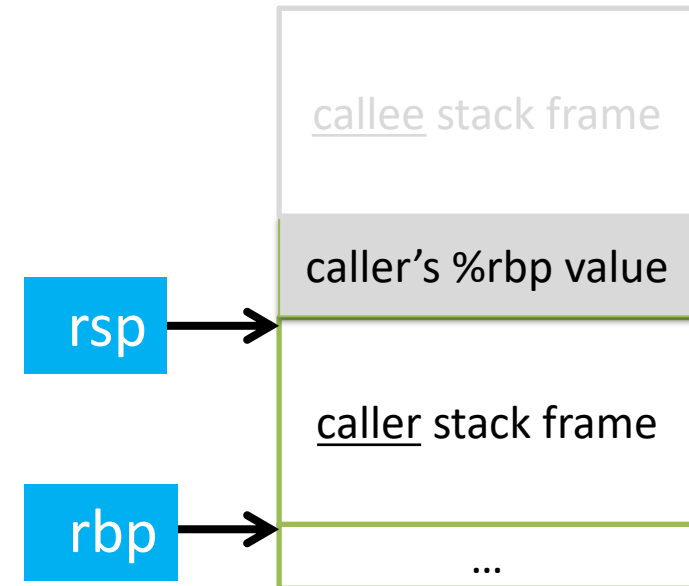 callee stack frame
caller’s %rbp value
rsp
caller stack frame
rbp
…